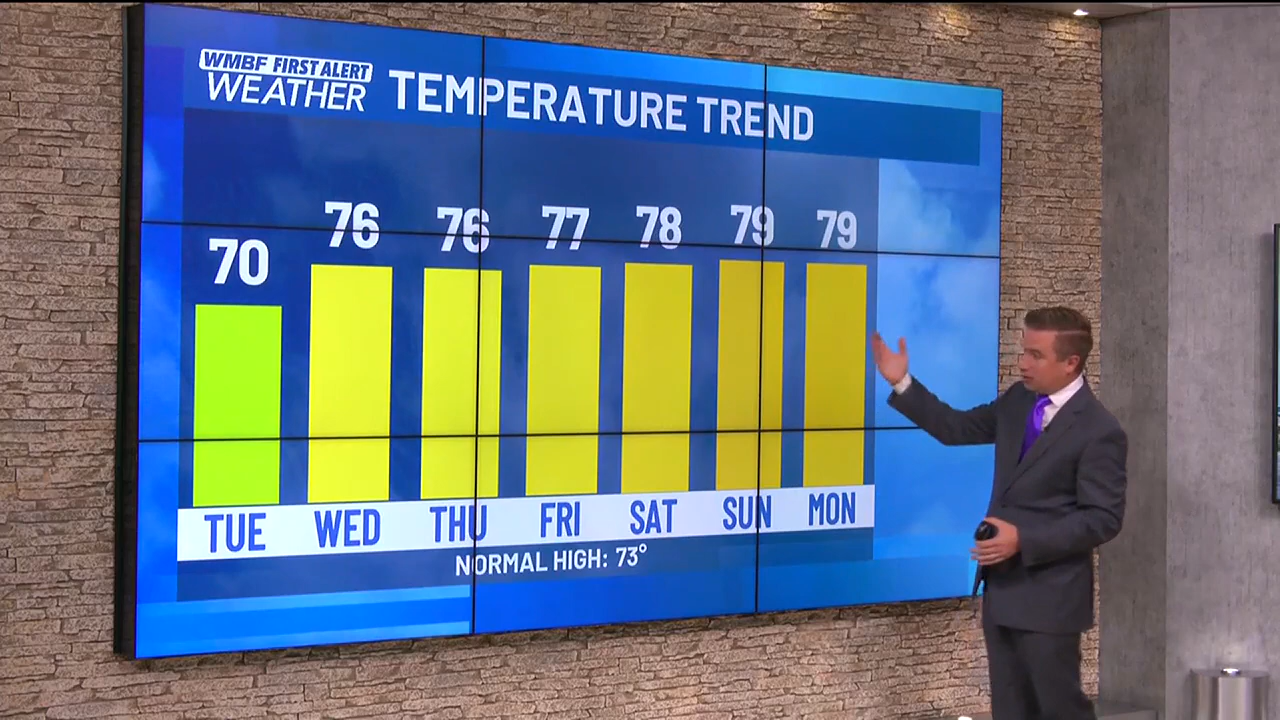 WMBF FIRST ALERT
WEATHER
TEMPERATURE TREND
70 76 76 77 78 79 79
TUE WED THU FRI SAT SUN MON
NORMAL HIGH: 73°